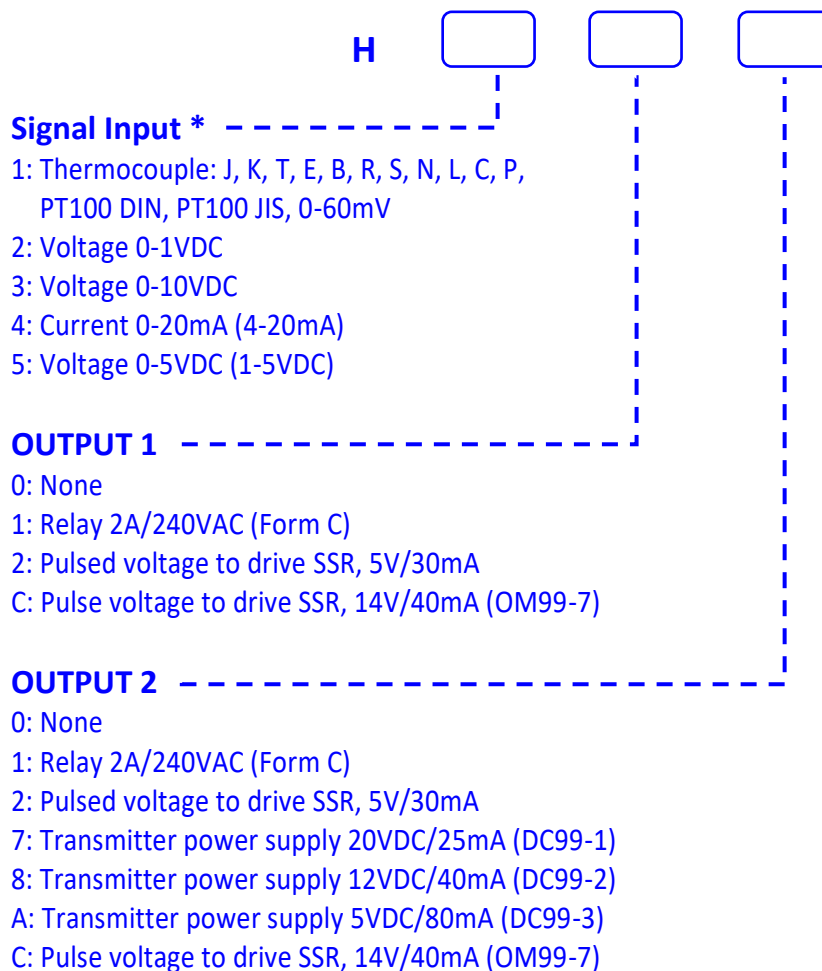 H
Signal Input *
1: Thermocouple: J, K, T, E, B, R, S, N, L, C, P,
PT100 DIN, PT100 JIS, 0-60mV
2: Voltage 0-1VDC
3: Voltage 0-10VDC
4: Current 0-20mA (4-20mA)
5: Voltage 0-5VDC (1-5VDC)
OUTPUT 1
0: None
1: Relay 2A/240VAC (Form C)
2: Pulsed voltage to drive SSR, 5V/30mA
C: Pulse voltage to drive SSR, 14V/40mA (OM99-7)
OUTPUT 2
0: None
1: Relay 2A/240VAC (Form C)
2: Pulsed voltage to drive SSR, 5V/30mA
7: Transmitter power supply 20VDC/25mA (DC99-1)
8: Transmitter power supply 12VDC/40mA (DC99-2)
A: Transmitter power supply 5VDC/80mA (DC99-3)
C: Pulse voltage to drive SSR, 14V/40mA (OM99-7)